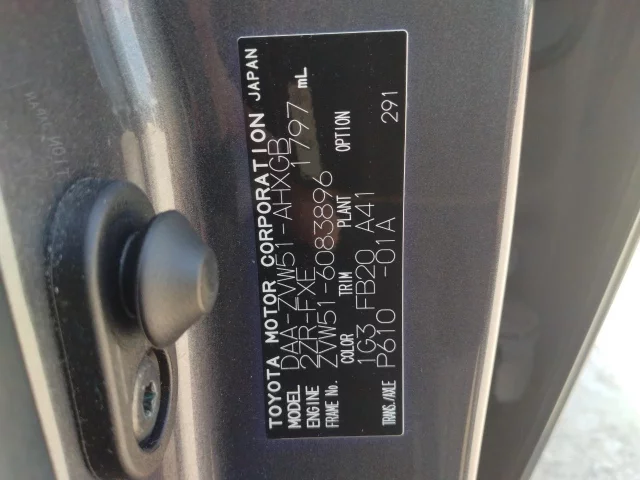 TOYOTA MOTOR CORPORATION JAPAN
MODEL DAA-ZVW51-AHXGB
ENGINE 2ZR-FXE 1797 mL
FRAME No. ZVW51-6083896
COLOR TRIM PLANT OPTION
1G3 FB20 A41
TRANS./AXLE P610 -01A 291